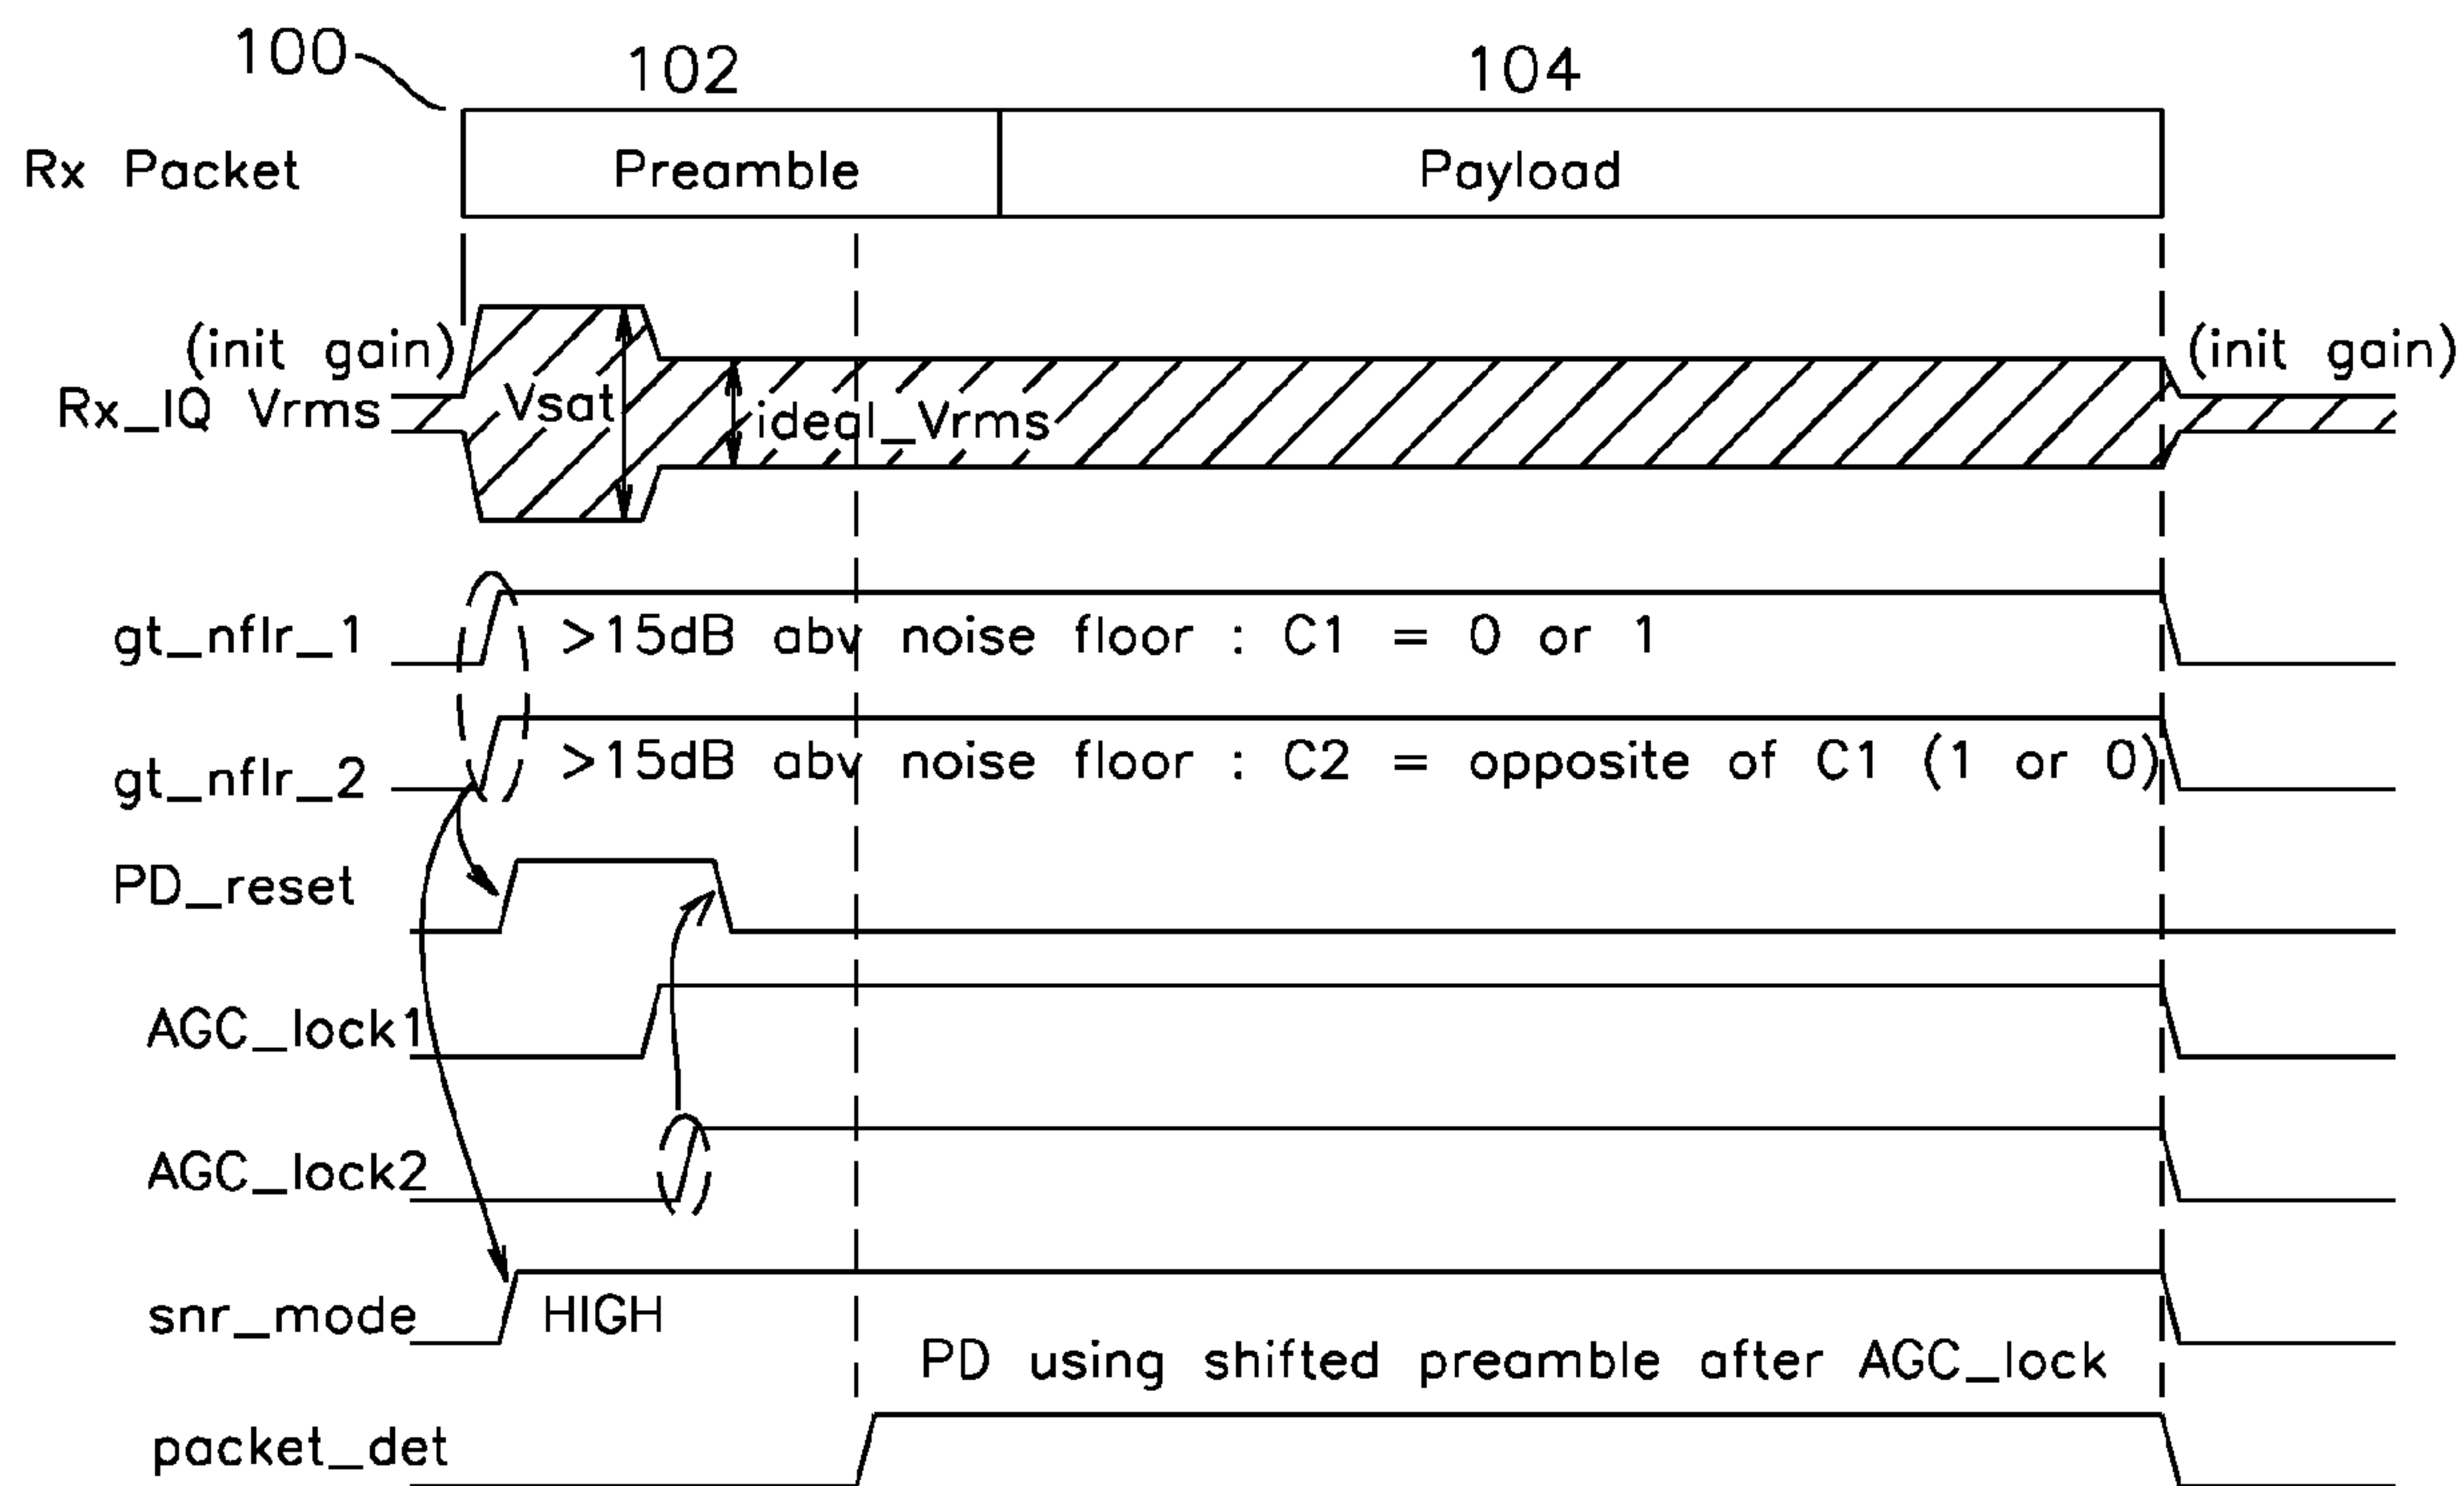 100
102
104
Rx Packet
Preamble
Payload
(init gain)
(init gain)
Rx_IQ Vrms
Vsat
ideal_Vrms
gt_nflr_1
>15dB abv noise floor : C1 = 0 or 1
gt_nflr_2
>15dB abv noise floor : C2 = opposite of C1 (1 or 0)
PD_reset
AGC_lock1
AGC_lock2
snr_mode
HIGH
PD using shifted preamble after AGC_lock
packet_det